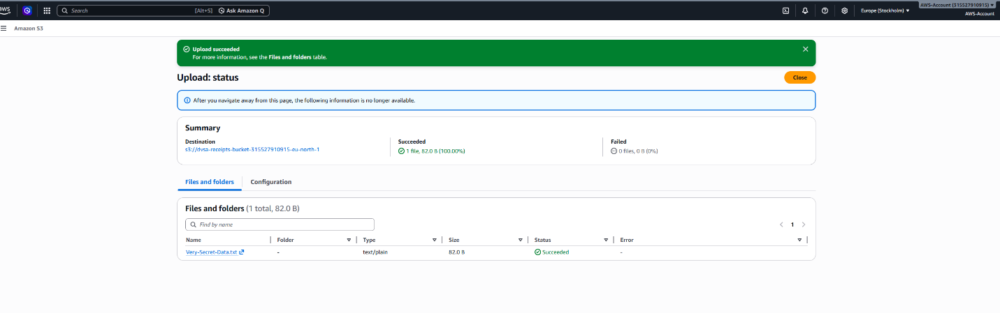 aws
Search [Alt+S] Ask Amazon Q Europe (Stockholm) ▼ AWS-Account (315527910915) ▼
AWS-Account
Amazon S3
Upload succeeded
For more information, see the Files and folders table.
Upload: status Close
After you navigate away from this page, the following information is no longer available.
Summary
Destination Succeeded Failed
s3://dvsa-receipts-bucket-315527910915-eu-north-1 1 file, 82.0 B (100.00%) 0 files, 0 B (0%)
Files and folders Configuration
Files and folders (1 total, 82.0 B)
Find by name 1
Name Folder Type Size Status Error
Very-Secret-Data.txt - text/plain 82.0 B Succeeded -